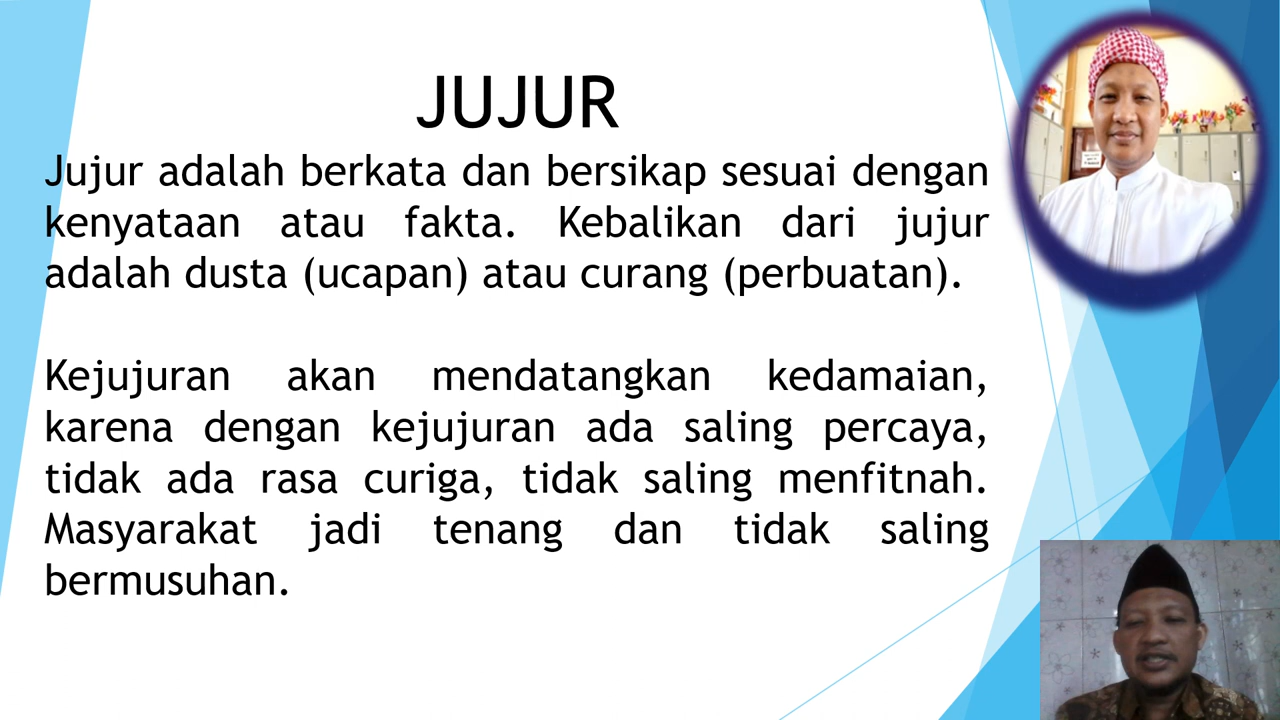 JUJUR
Jujur adalah berkata dan bersikap sesuai dengan
kenyataan atau fakta. Kebalikan dari jujur
adalah dusta (ucapan) atau curang (perbuatan).
Kejujuran akan mendatangkan kedamaian,
karena dengan kejujuran ada saling percaya,
tidak ada rasa curiga, tidak saling menfitnah.
Masyarakat jadi tenang dan tidak saling
bermusuhan.